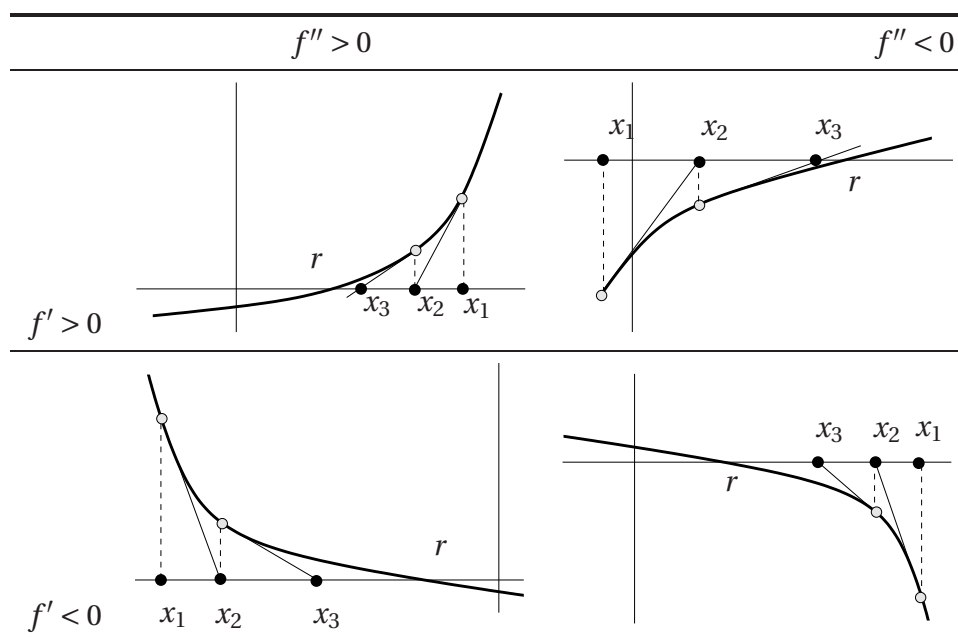 f″ > 0 f″ < 0
x₁ x₂ x₃
r
r
x₃ x₂ x₁
f′ > 0
x₃ x₂ x₁
r
r
f′ < 0 x₁ x₂ x₃